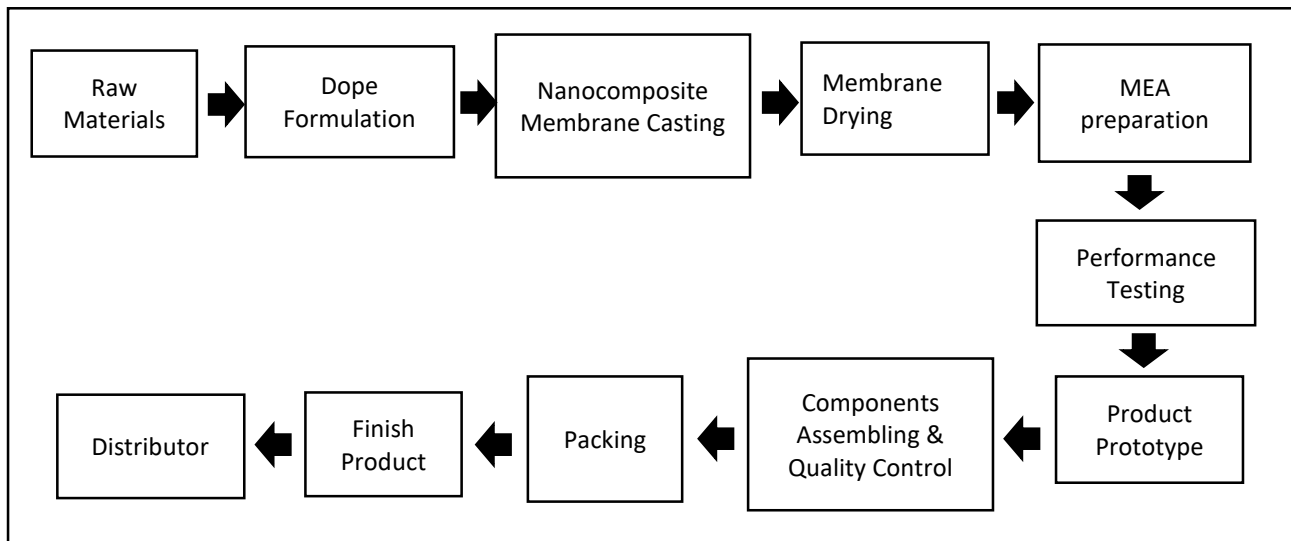 Raw
Materials
Dope
Formulation
Nanocomposite
Membrane Casting
Membrane
Drying
MEA
preparation
Performance
Testing
Product
Prototype
Components
Assembling &
Quality Control
Packing
Finish
Product
Distributor